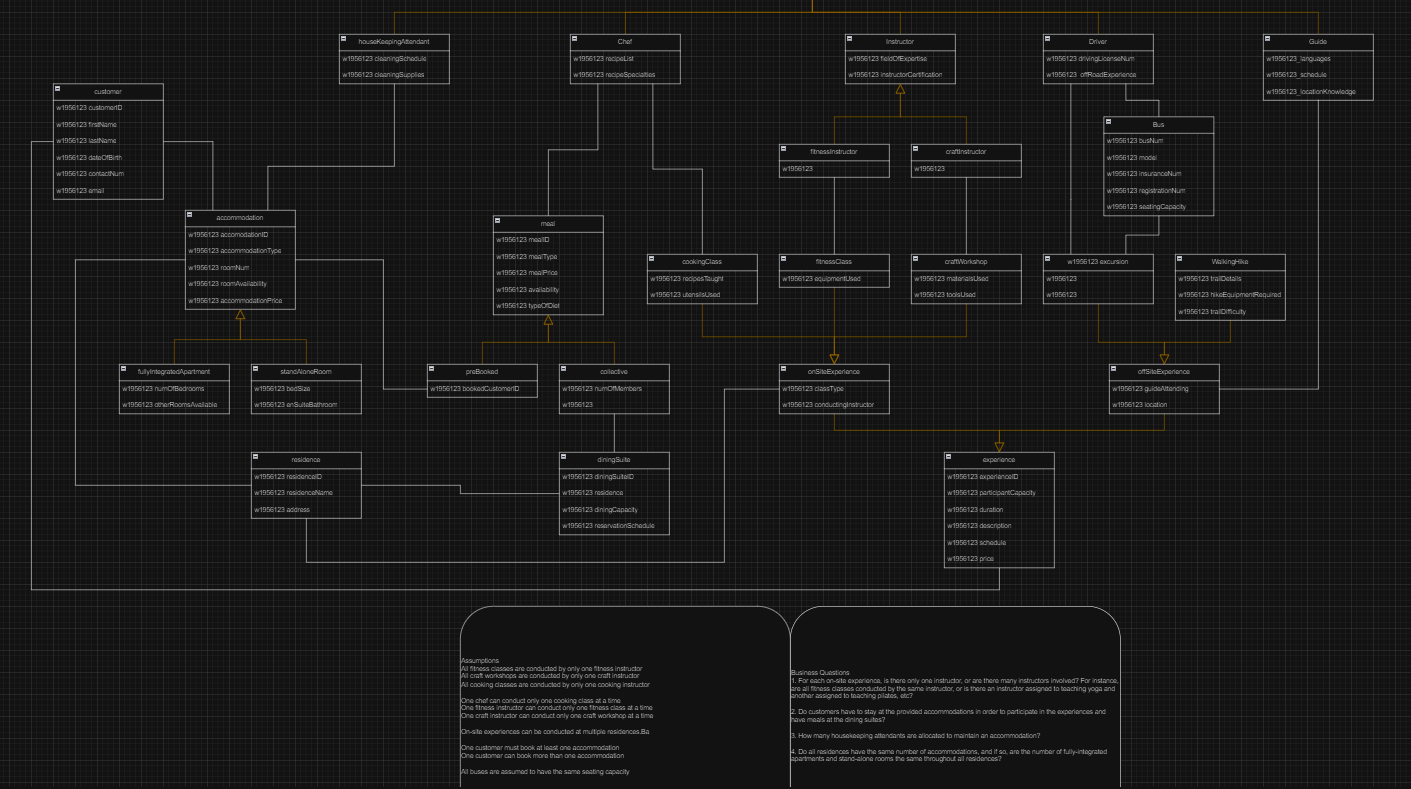 houseKeepingAttendant
w1956123 cleaningSchedule
w1956123 cleaningSupplies
Chef
w1956123 recipeList
w1956123 recipeSpecialties
Instructor
w1956123 fieldOfExpertise
w1956123 instructorCertification
Driver
w1956123 drivingLicenseNum
w1956123 offRoadExperience
Guide
w1956123_languages
w1956123_schedule
w1956123_locationKnowledge
customer
w1956123 customerID
w1956123 firstName
w1956123 lastName
w1956123 dateOfBirth
w1956123 contactNum
w1956123 email
Bus
w1956123 busNum
w1956123 model
w1956123 insuranceNum
w1956123 registrationNum
w1956123 seatingCapacity
fitnessInstructor
w1956123
craftInstructor
w1956123
accommodation
w1956123 accomodationID
w1956123 accommodationType
w1956123 roomNum
w1956123 roomAvailability
w1956123 accommodationPrice
meal
w1956123 mealID
w1956123 mealType
w1956123 mealPrice
w1956123 availability
w1956123 typeOfDiet
cookingClass
w1956123 recipesTaught
w1956123 utensilsUsed
fitnessClass
w1956123 equipmentUsed
craftWorkshop
w1956123 materialsUsed
w1956123 toolsUsed
w1956123 excursion
w1956123
w1956123
WalkingHike
w1956123 trailDetails
w1956123 hikeEquipmentRequired
w1956123 trailDifficulty
fullyIntegratedApartment
w1956123 numOfBedrooms
w1956123 otherRoomsAvailable
standAloneRoom
w1956123 bedSize
w1956123 enSuiteBathroom
preBooked
w1956123 bookedCustomerID
collective
w1956123 numOfMembers
w1956123
onSiteExperience
w1956123 classType
w1956123 conductingInstructor
offSiteExperience
w1956123 guideAttending
w1956123 location
residence
w1956123 residenceID
w1956123 residenceName
w1956123 address
diningSuite
w1956123 diningSuiteID
w1956123 residence
w1956123 diningCapacity
w1956123 reservationSchedule
experience
w1956123 experienceID
w1956123 participantCapacity
w1956123 duration
w1956123 description
w1956123 schedule
w1956123 price
Assumptions
All fitness classes are conducted by only one fitness instructor
All craft workshops are conducted by only one craft instructor
All cooking classes are conducted by only one cooking instructor
One chef can conduct only one cooking class at a time
One fitness instructor can conduct only one fitness class at a time
One craft instructor can conduct only one craft workshop at a time
On-site experiences can be conducted at multiple residences.Ba
One customer must book at least one accommodation
One customer can book more than one accommodation
All buses are assumed to have the same seating capacity
Business Questions
1. For each on-site experience, is there only one instructor, or are there many instructors involved? For instance,
are all fitness classes conducted by the same instructor, or is there an instructor assigned to teaching yoga and
another assigned to teaching pilates, etc?
2. Do customers have to stay at the provided accommodations in order to participate in the experiences and
have meals at the dining suites?
3. How many housekeeping attendants are allocated to maintain an accommodation?
4. Do all residences have the same number of accommodations, and if so, are the number of fully-integrated
apartments and stand-alone rooms the same throughout all residences?